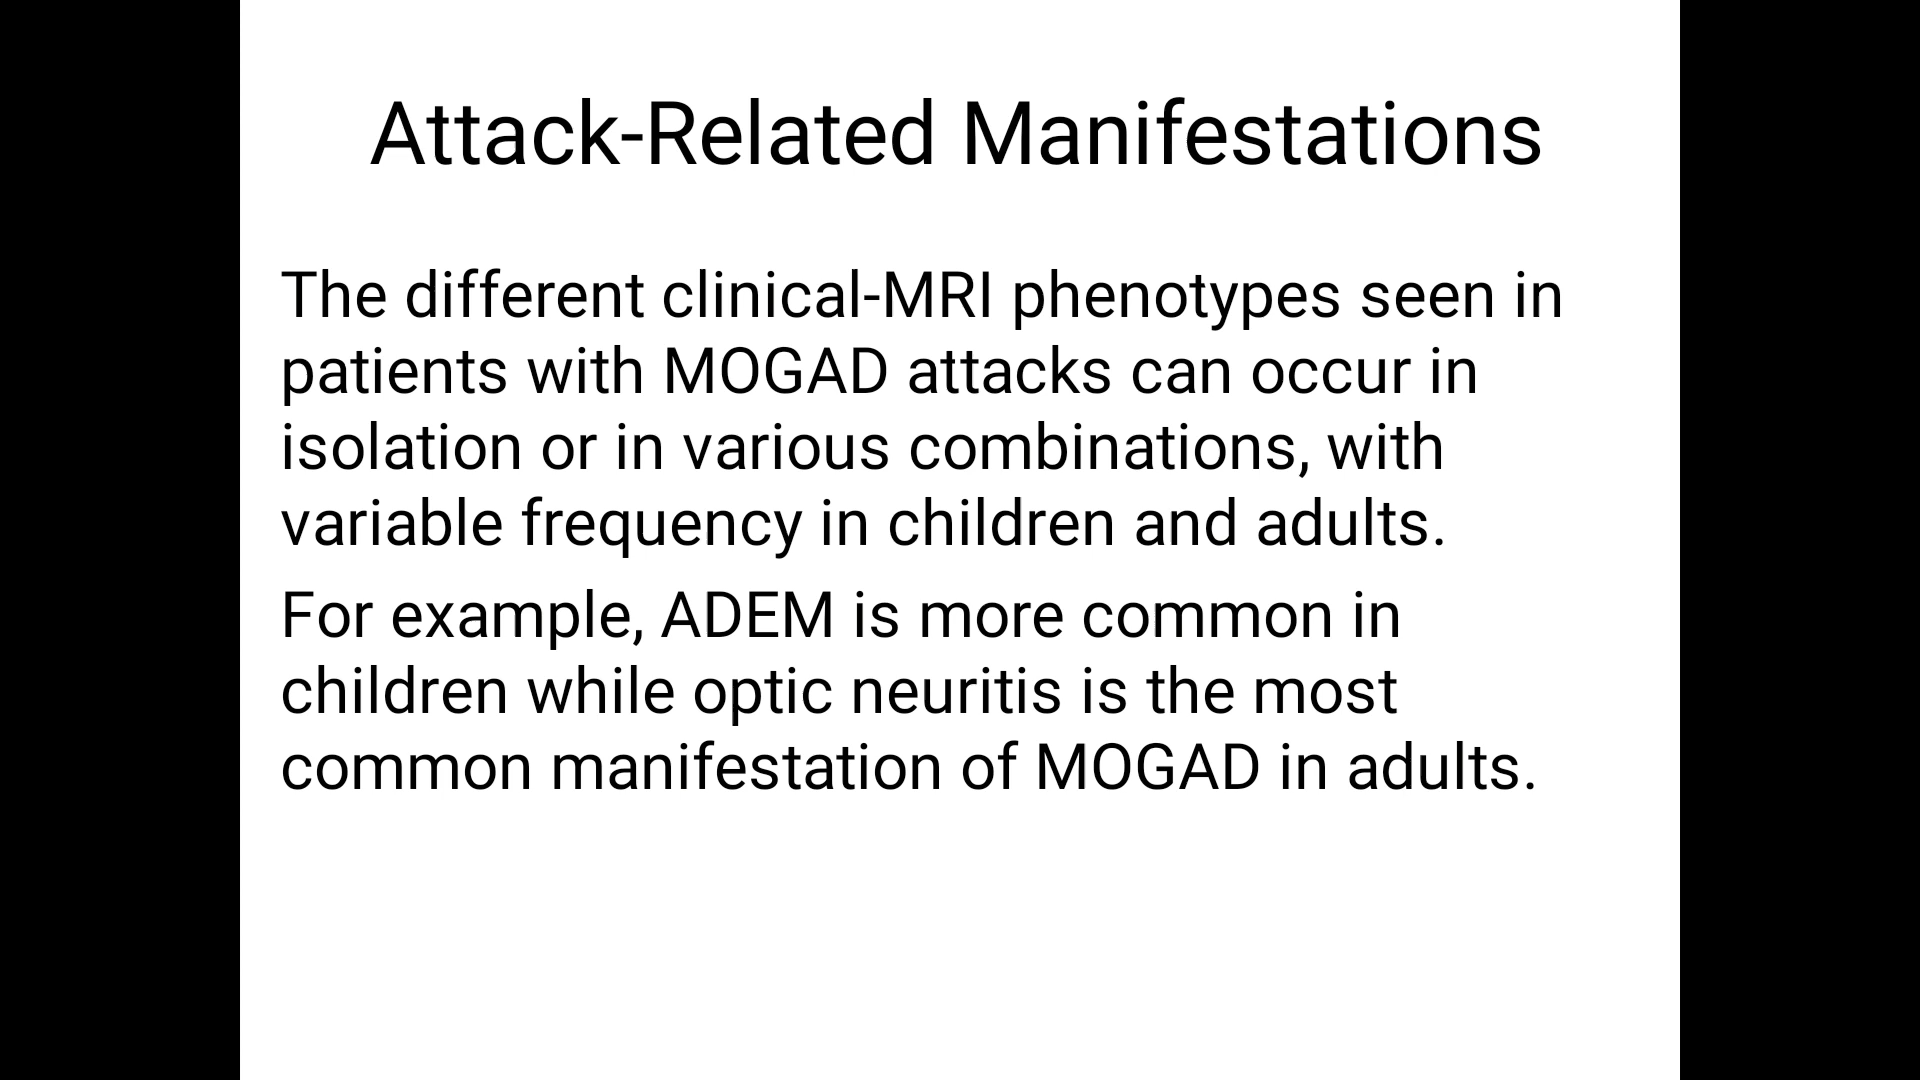 Attack-Related Manifestations
The different clinical-MRI phenotypes seen in
patients with MOGAD attacks can occur in
isolation or in various combinations, with
variable frequency in children and adults.
For example, ADEM is more common in
children while optic neuritis is the most
common manifestation of MOGAD in adults.